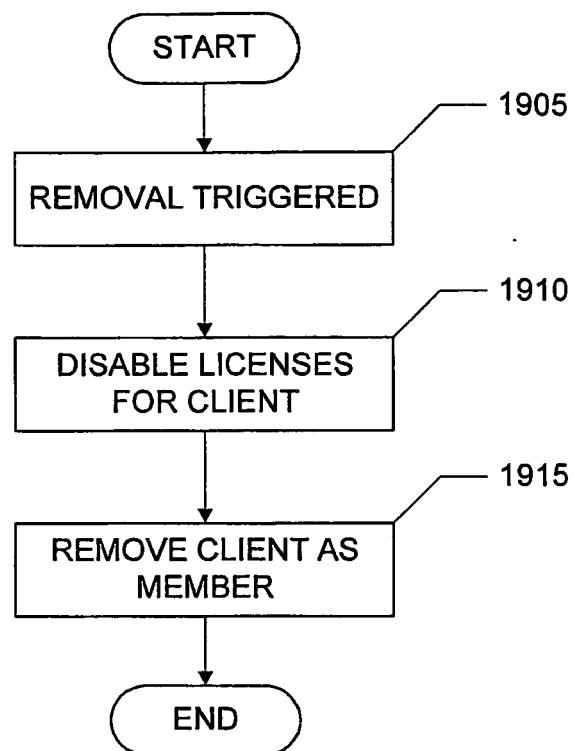 START
1905
REMOVAL TRIGGERED
1910
DISABLE LICENSES
FOR CLIENT
1915
REMOVE CLIENT AS
MEMBER
END